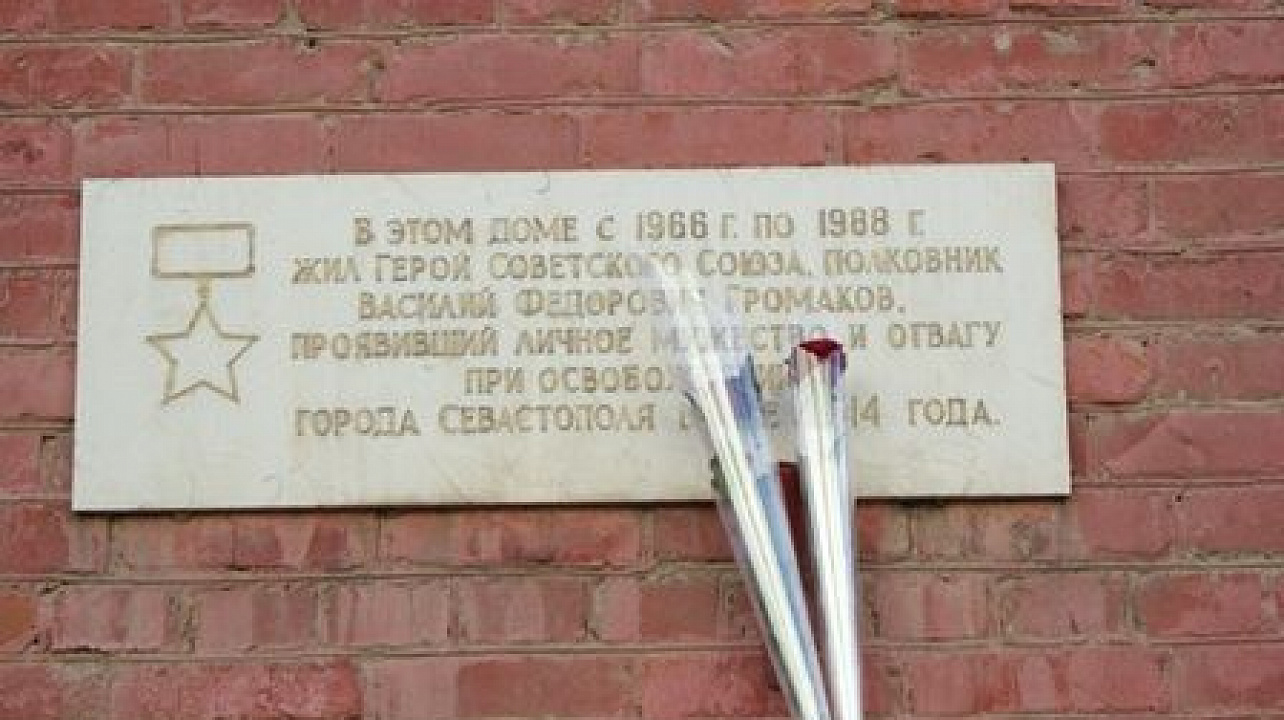 В ЭТОМ ДОМЕ С 1966 Г. ПО 1988 Г.
ЖИЛ ГЕРОЙ СОВЕТСКОГО СОЮЗА, ПОЛКОВНИК
ВАСИЛИЙ ФЕДОРОВИЧ ГРОМАКОВ,
ПРОЯВИВШИЙ ЛИЧНОЕ МУЖЕСТВО И ОТВАГУ
ПРИ
ГОРОДА СЕВАСТОПОЛЯ ГОДА.